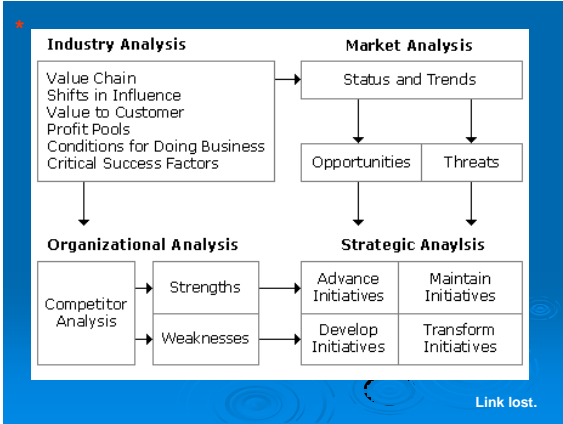 *
Industry Analysis
Value Chain
Shifts in Influence
Value to Customer
Profit Pools
Conditions for Doing Business
Critical Success Factors
Market Analysis
Status and Trends
Opportunities
Threats
Organizational Analysis
Competitor
Analysis
Strengths
Weaknesses
Strategic Anaylsis
Advance
Initiatives
Maintain
Initiatives
Develop
Initiatives
Transform
Initiatives
Link lost.